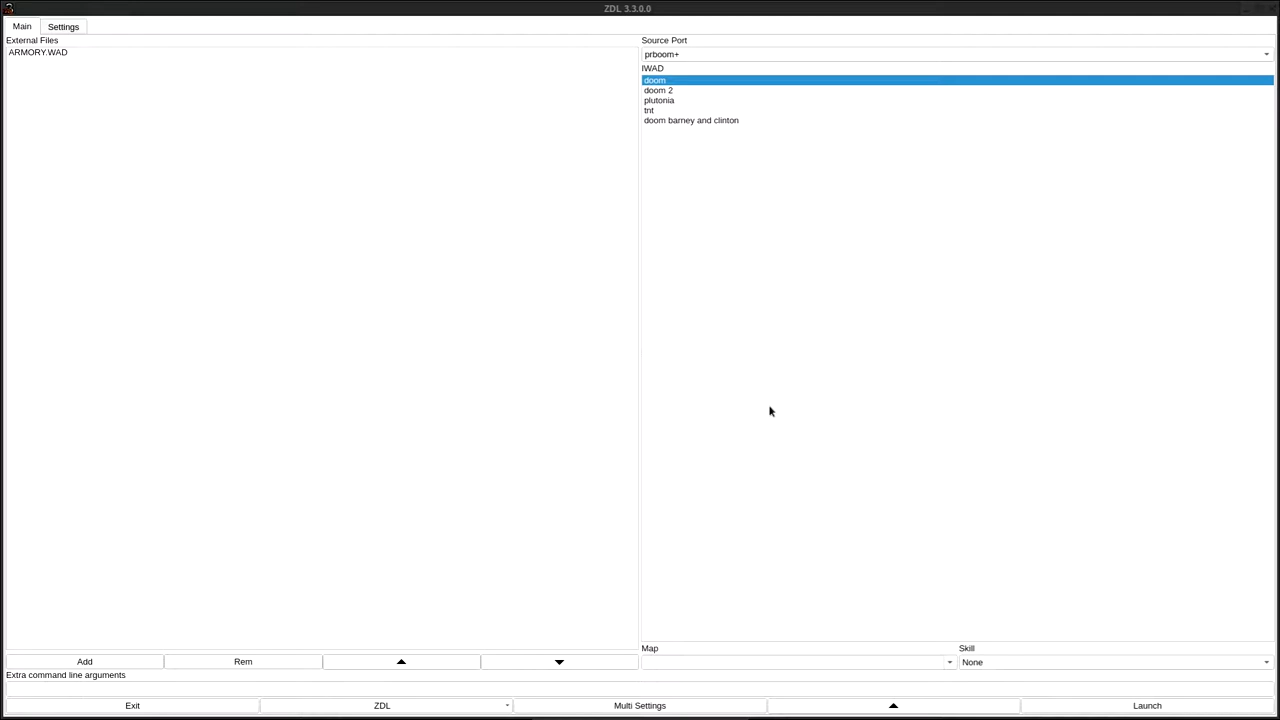 ZDL 3.3.0.0
Main
Settings
External Files
ARMORY.WAD
Source Port
prboom+
IWAD
doom
doom 2
plutonia
tnt
doom barney and clinton
Add
Rem
Map
Skill
None
Extra command line arguments
Exit
ZDL
Multi Settings
Launch